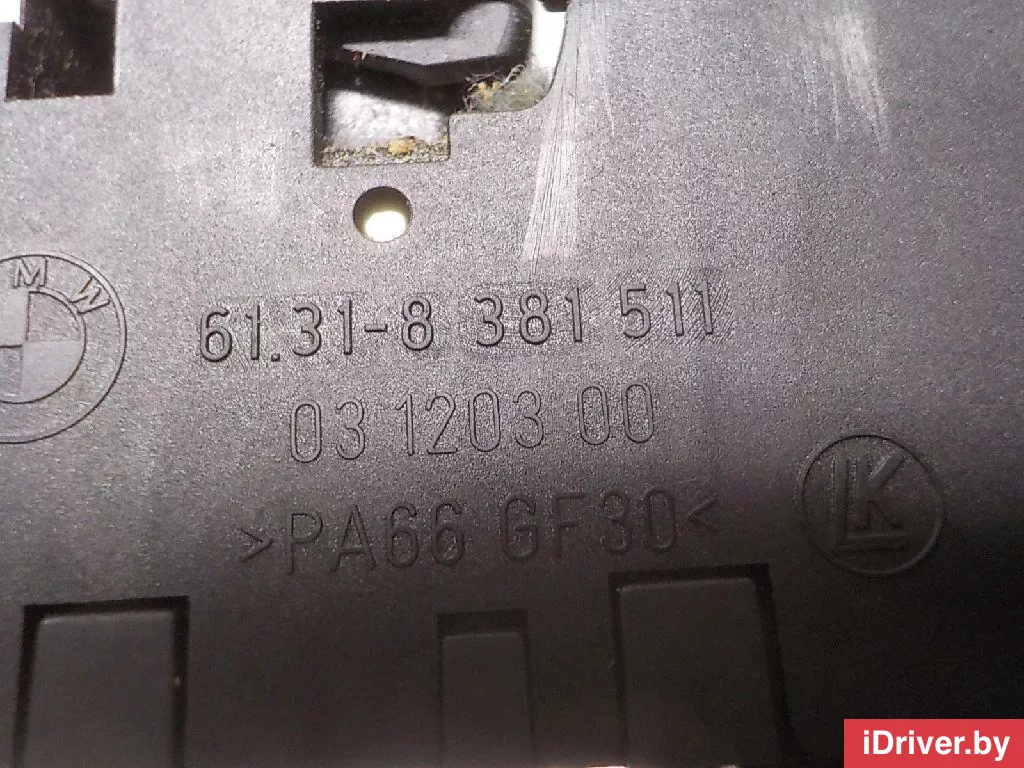 BMW
61.31-8 381 511
03 1203 00
LK
>PA66 GF30<
iDriver.by